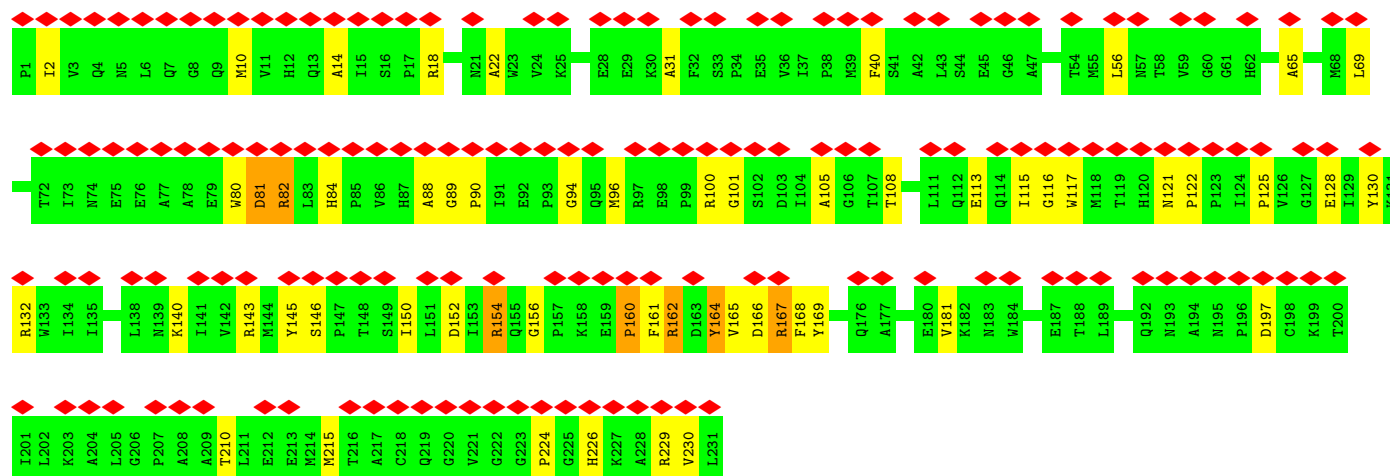 P1 I2 V3 Q4 N5 L6 Q7 G8 Q9 M10 V11 H12 Q13 A14 I15 S16 P17 R18 N21 A22 W23 V24 K25 E28 E29 K30 A31 F32 S33 P34 E35 V36 I37 P38 M39 F40 S41 A42 L43 S44 E45 G46 A47 T54 M55 L56 N57 T58 V59 G60 G61 H62 A65 M68 L69
T72 I73 N74 E75 E76 A77 A78 E79 W80 D81 R82 L83 H84 P85 V86 H87 A88 G89 P90 I91 E92 P93 G94 Q95 M96 R97 E98 P99 R100 G101 S102 D103 I104 A105 G106 T107 T108 L111 Q112 E113 Q114 I115 G116 W117 M118 T119 H120 N121 P122 P123 I124 P125 V126 G127 E128 I129 Y130 K131
R132 W133 I134 I135 L138 N139 K140 I141 V142 R143 M144 Y145 S146 P147 T148 S149 I150 L151 D152 I153 R154 Q155 G156 P157 K158 E159 P160 F161 R162 D163 Y164 V165 D166 R167 F168 Y169 Q176 A177 E180 V181 K182 N183 W184 E187 T188 L189 Q192 N193 A194 N195 P196 D197 C198 K199 T200
I201 L202 K203 A204 L205 G206 P207 A208 A209 T210 L211 E212 E213 M214 M215 T216 A217 C218 Q219 G220 V221 G222 G223 P224 G225 H226 K227 A228 R229 V230 L231